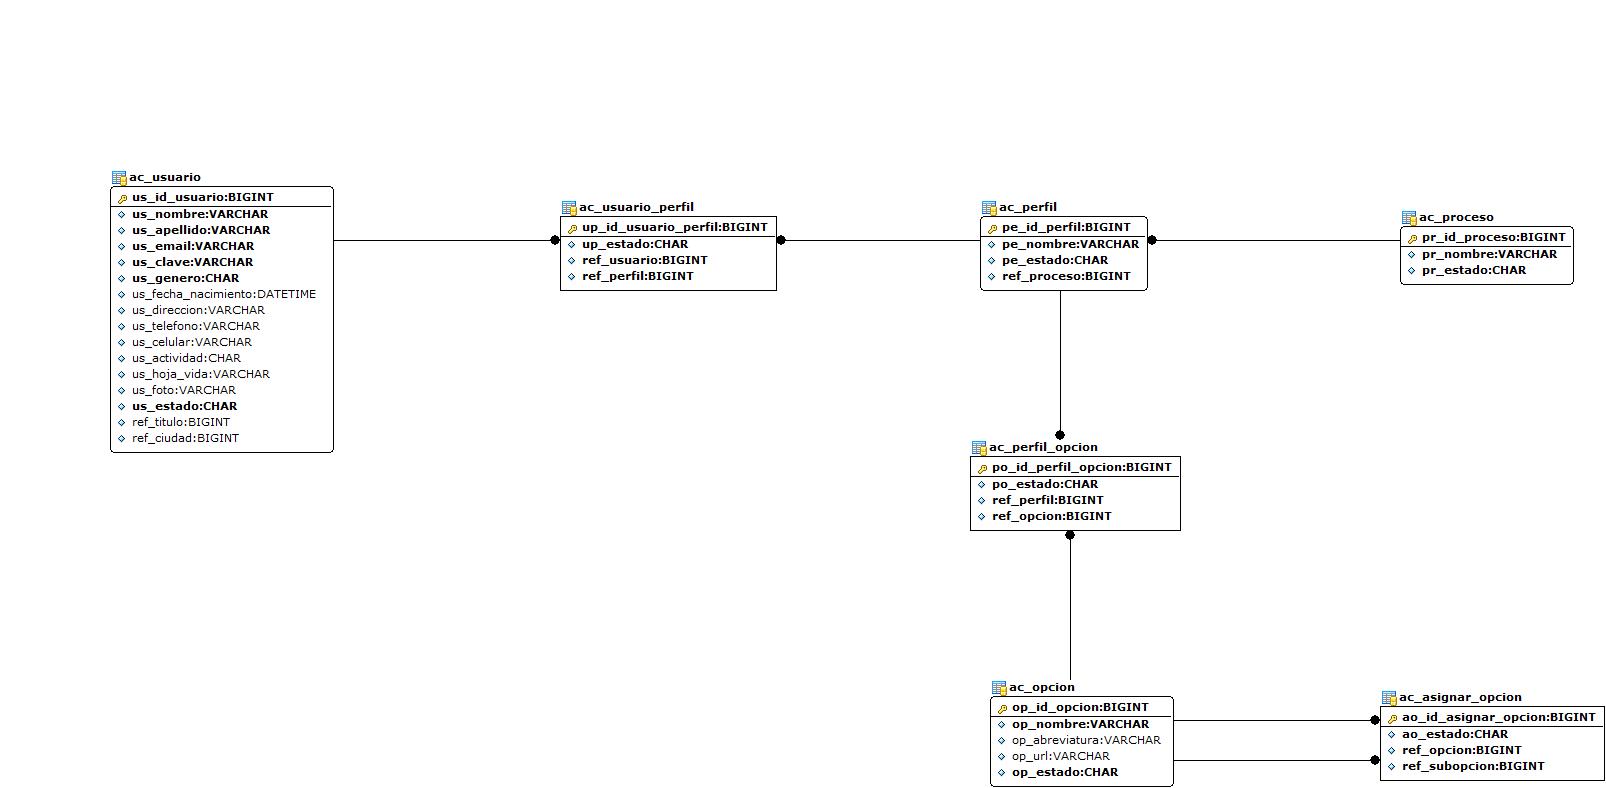 ac_usuario
us_id_usuario:BIGINT
us_nombre:VARCHAR
us_apellido:VARCHAR
us_email:VARCHAR
us_clave:VARCHAR
us_genero:CHAR
us_fecha_nacimiento:DATETIME
us_direccion:VARCHAR
us_telefono:VARCHAR
us_celular:VARCHAR
us_actividad:CHAR
us_hoja_vida:VARCHAR
us_foto:VARCHAR
us_estado:CHAR
ref_titulo:BIGINT
ref_ciudad:BIGINT
ac_usuario_perfil
up_id_usuario_perfil:BIGINT
up_estado:CHAR
ref_usuario:BIGINT
ref_perfil:BIGINT
ac_perfil
pe_id_perfil:BIGINT
pe_nombre:VARCHAR
pe_estado:CHAR
ref_proceso:BIGINT
ac_proceso
pr_id_proceso:BIGINT
pr_nombre:VARCHAR
pr_estado:CHAR
ac_perfil_opcion
po_id_perfil_opcion:BIGINT
po_estado:CHAR
ref_perfil:BIGINT
ref_opcion:BIGINT
ac_opcion
op_id_opcion:BIGINT
op_nombre:VARCHAR
op_abreviatura:VARCHAR
op_url:VARCHAR
op_estado:CHAR
ac_asignar_opcion
ao_id_asignar_opcion:BIGINT
ao_estado:CHAR
ref_opcion:BIGINT
ref_subopcion:BIGINT